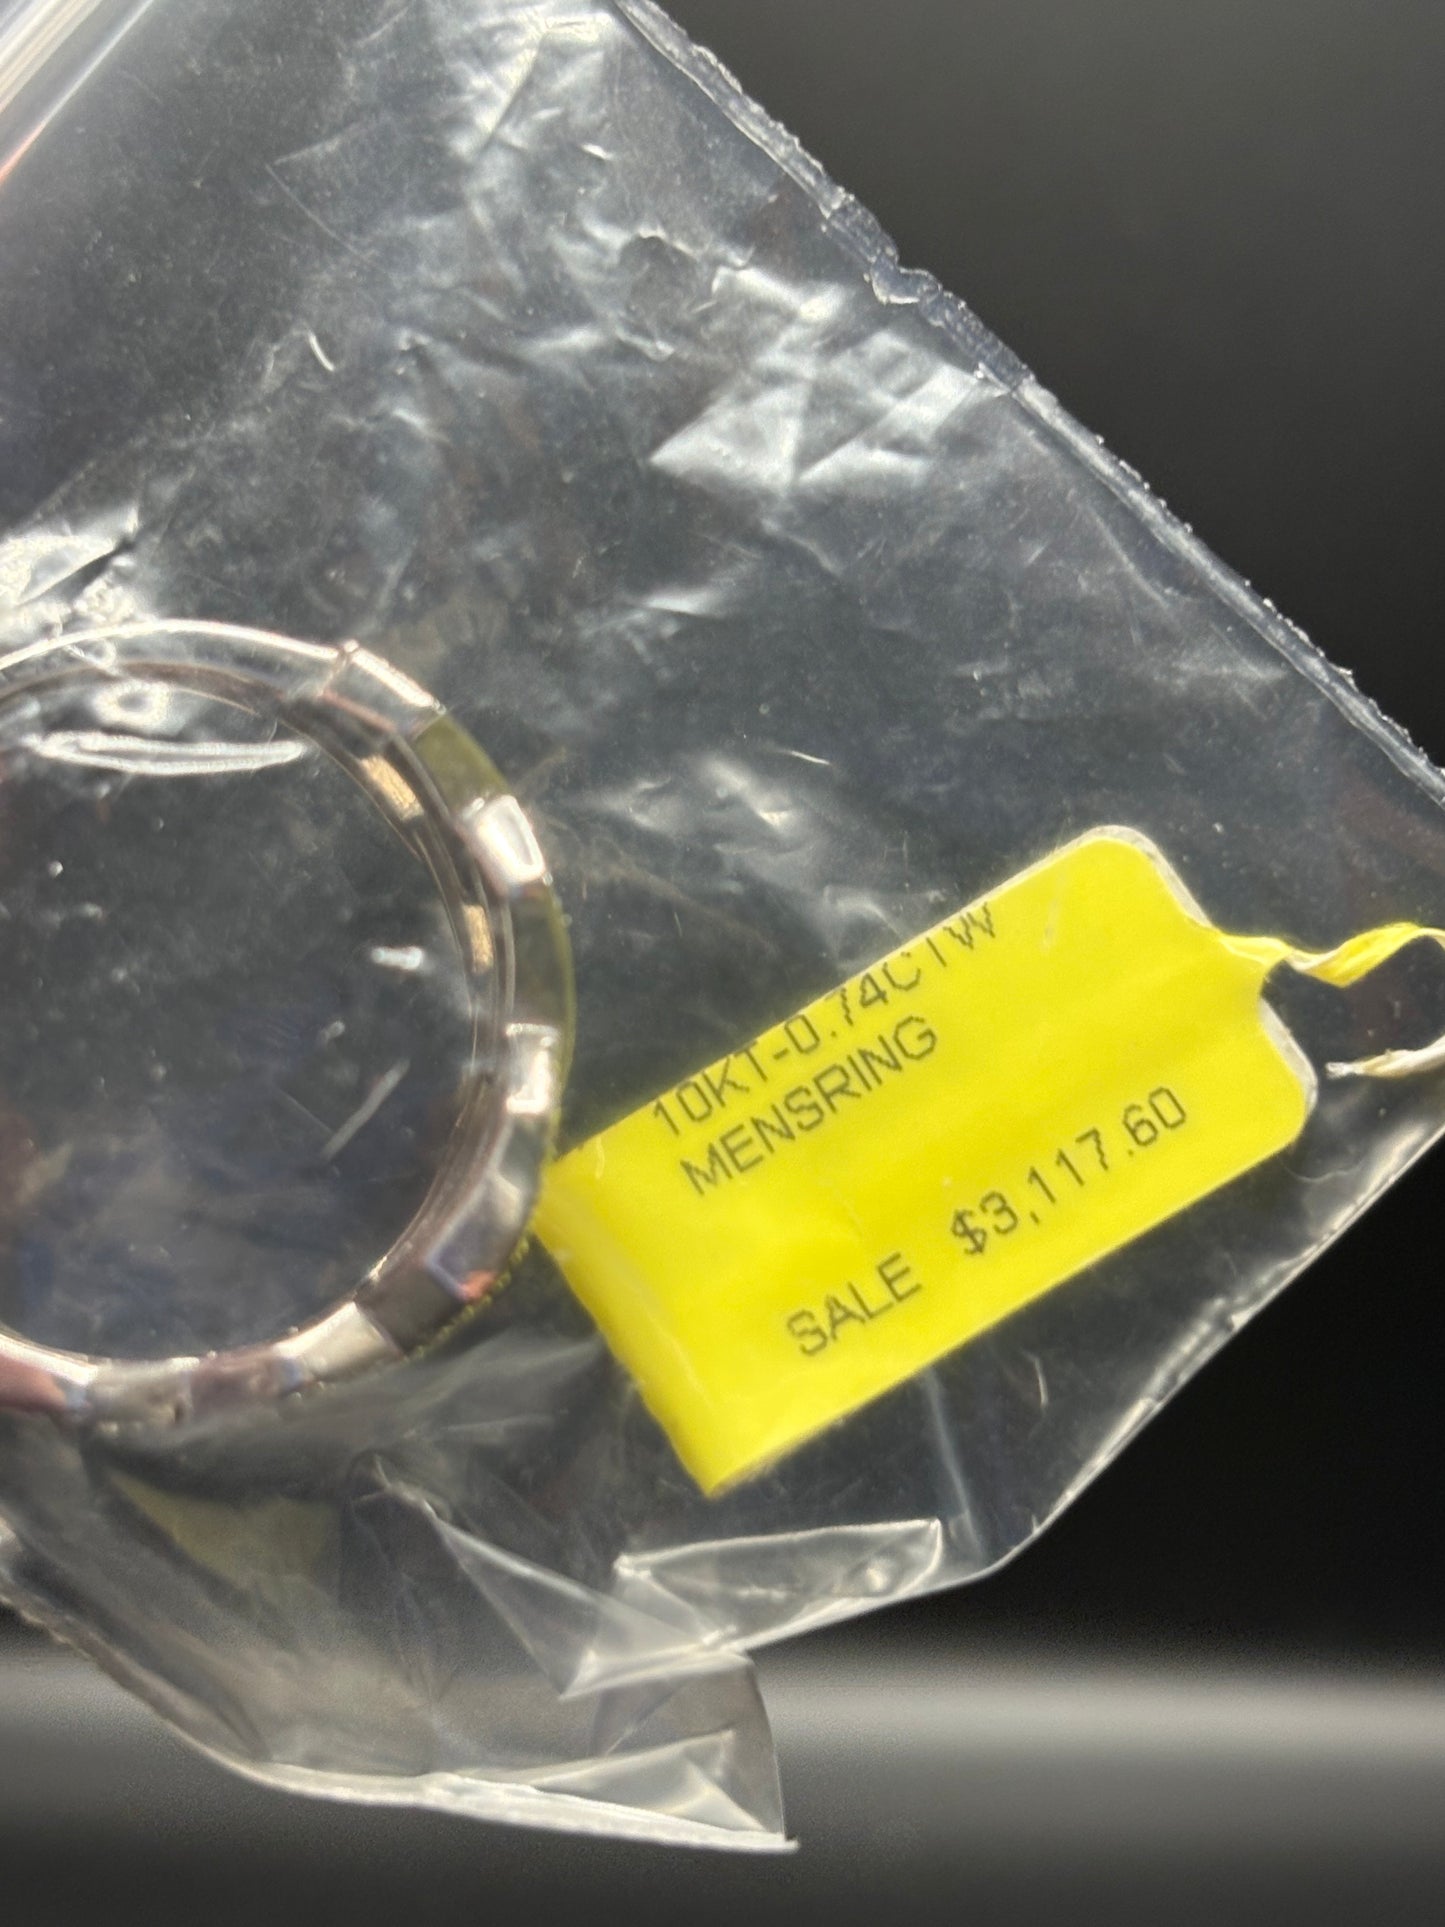 10KT-0.74CTW
MENSRING
SALE $3,117.60